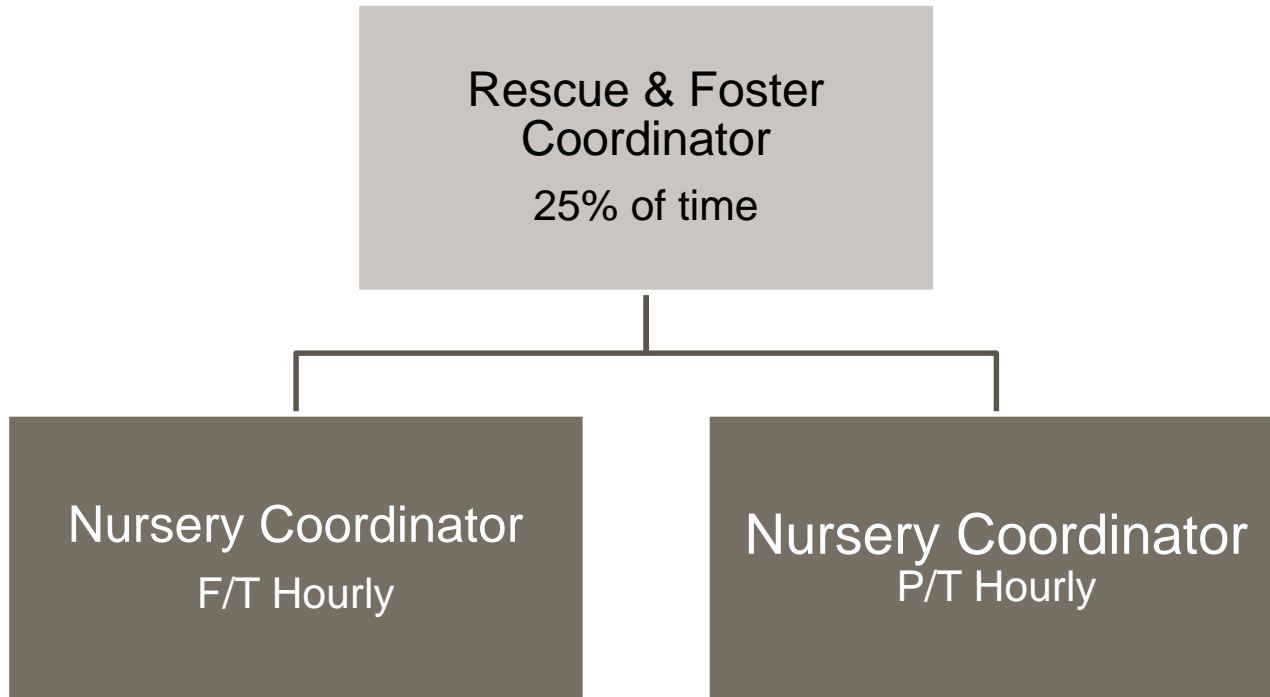 Rescue & Foster
Coordinator
25% of time
Nursery Coordinator
F/T Hourly
Nursery Coordinator
P/T Hourly